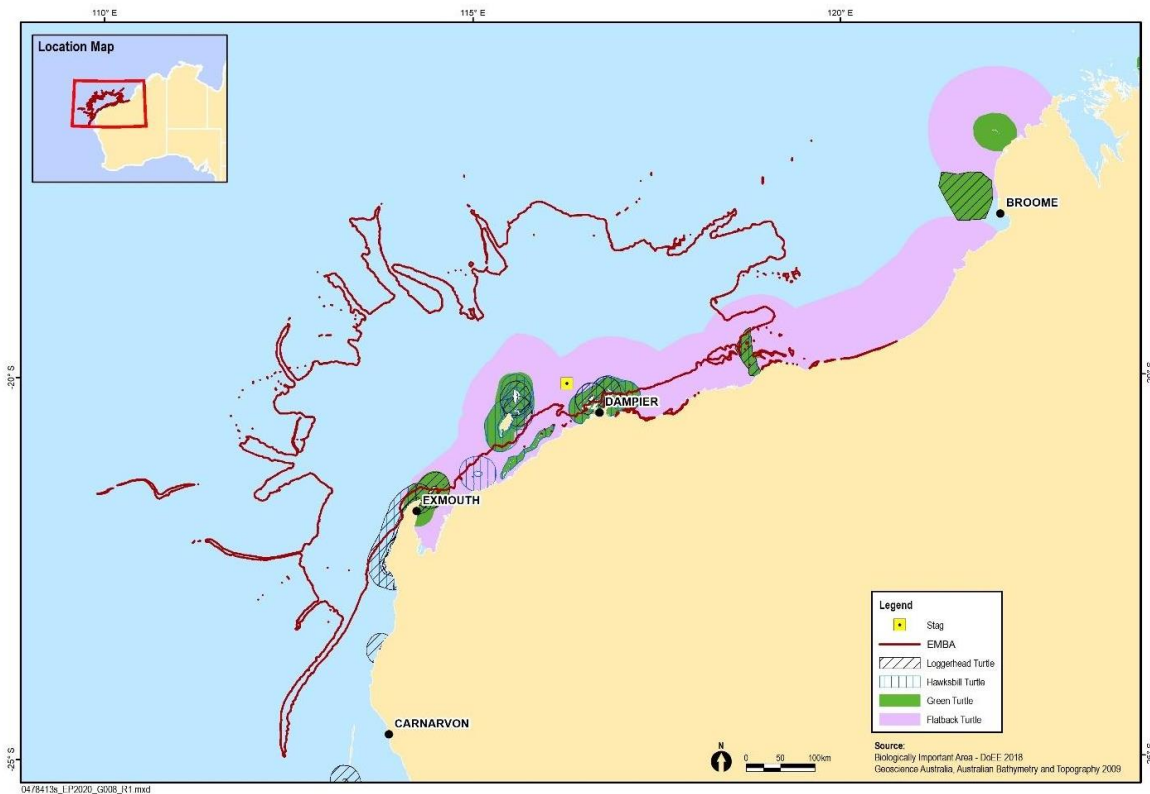 110° E
115° E
120° E
Location Map
BROOME
20° S
DAMPIER
EXMOUTH
CARNARVON
25° S
Legend
Stag
EMBA
Loggerhead Turtle
Hawksbill Turtle
Green Turtle
Flatback Turtle
N
0 50 100km
Source:
Biologically Important Area - DoEE 2018
Geoscience Australia, Australian Bathymetry and Topography 2009
0478413s_EP2020_G008_R1.mxd